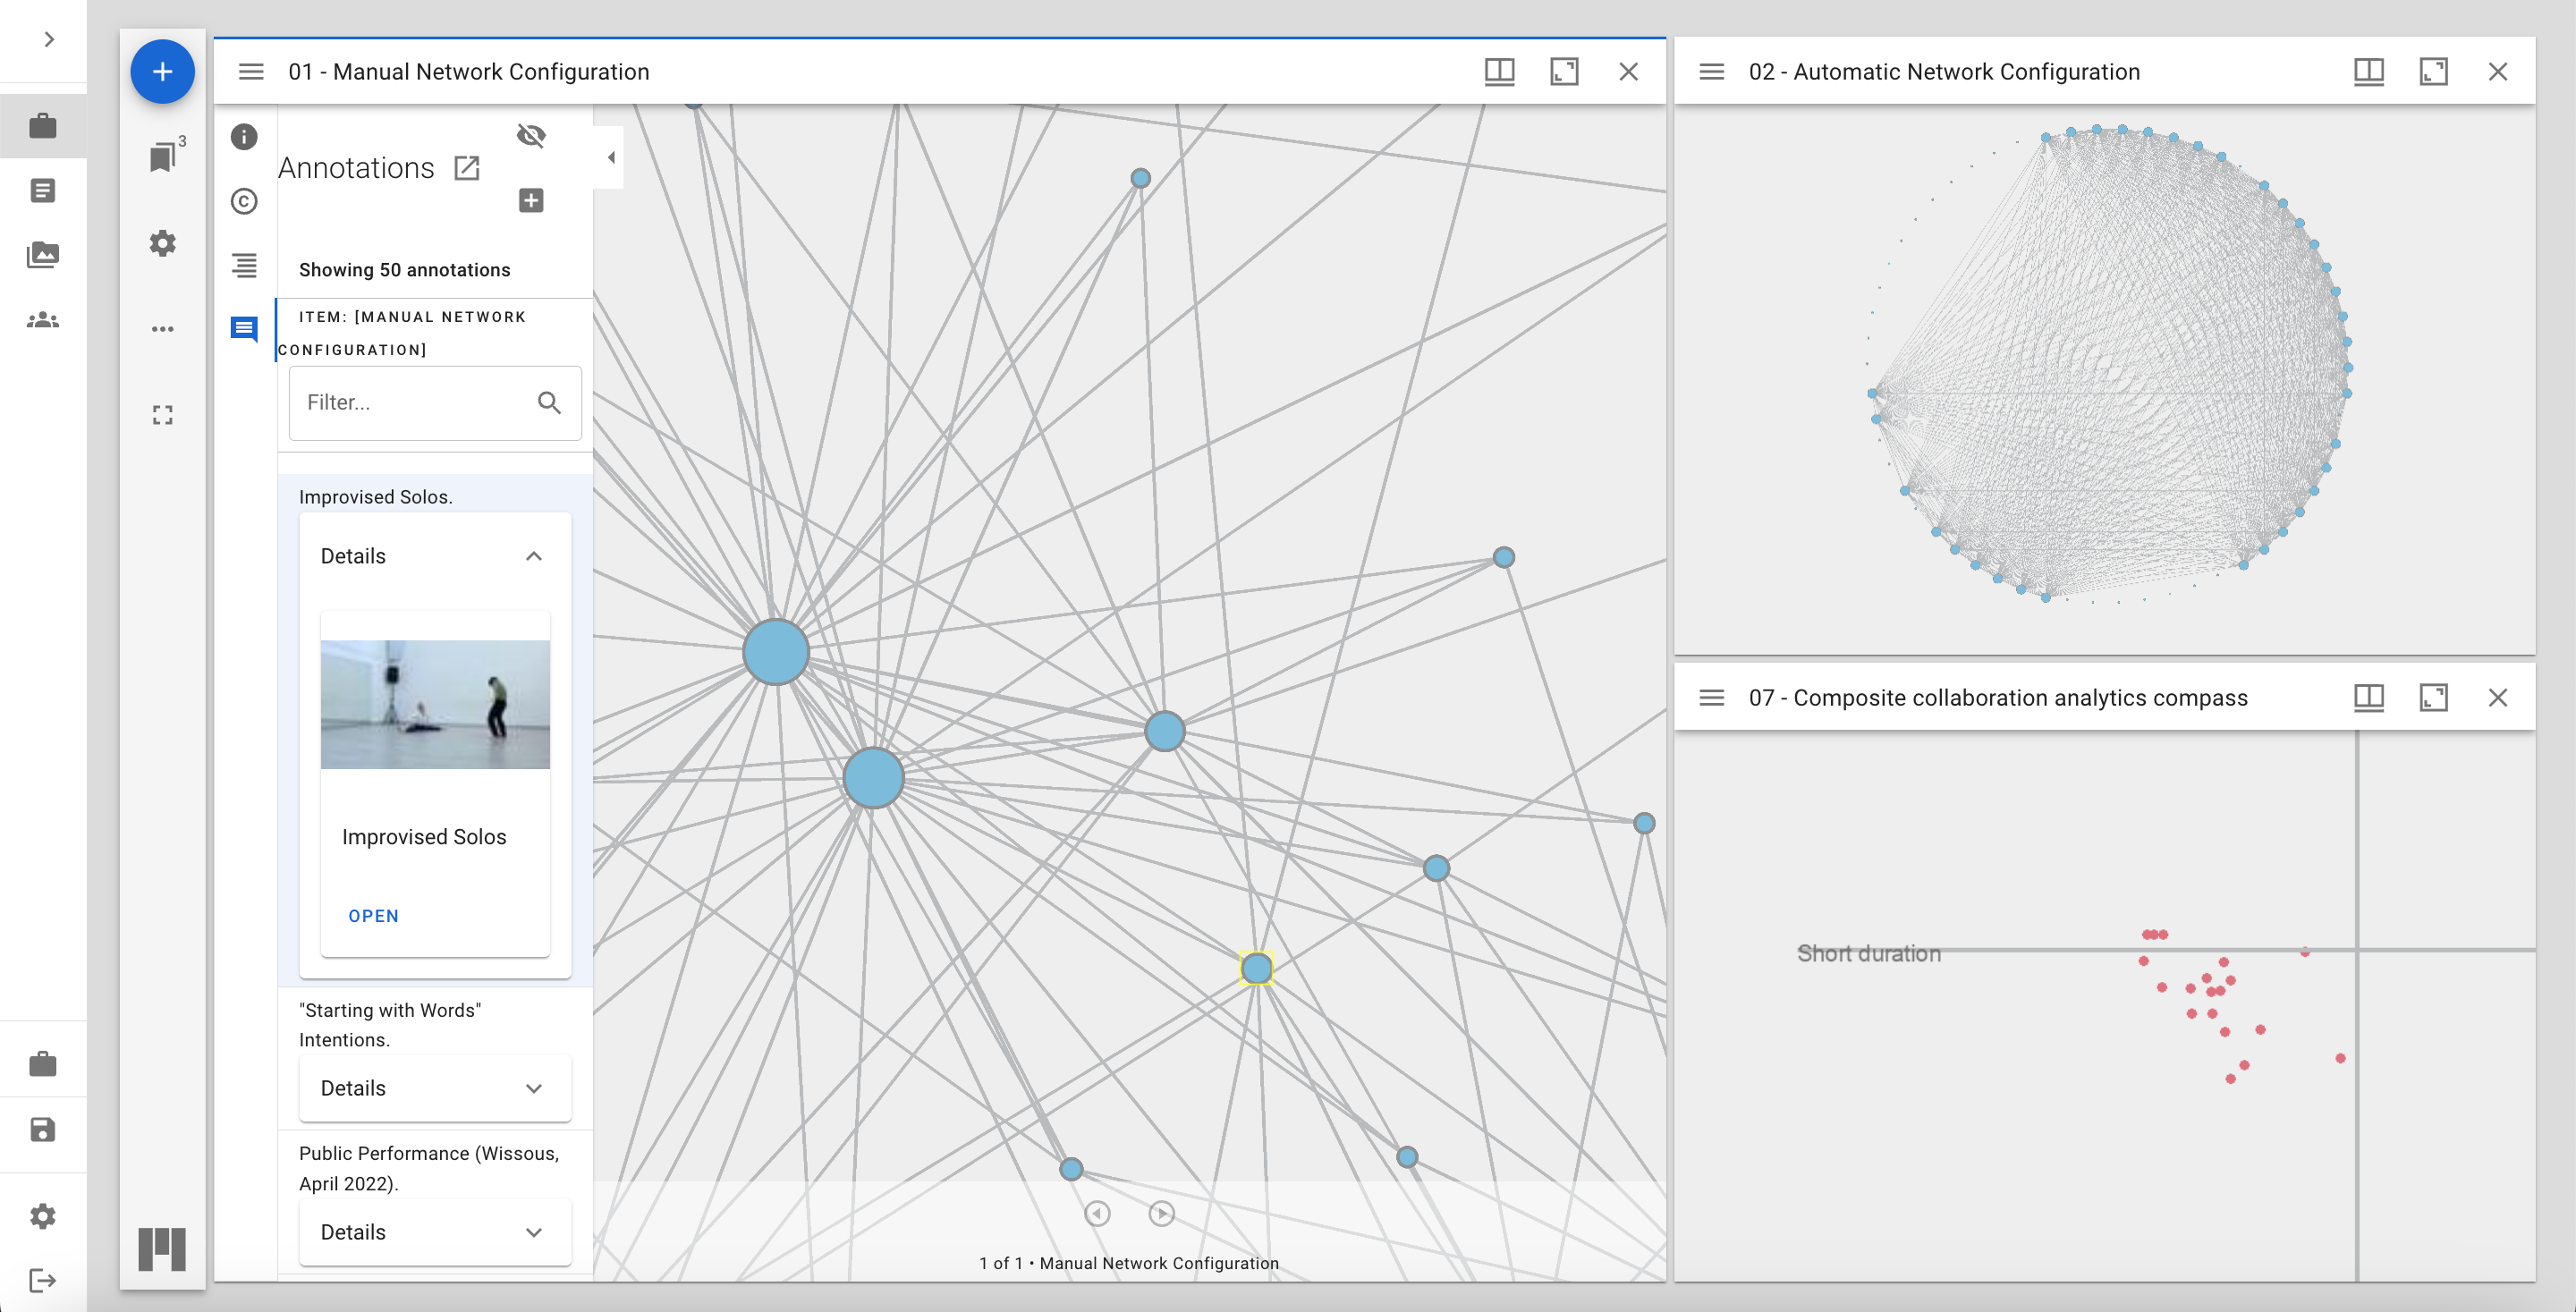 01 - Manual Network Configuration
3
Annotations
Showing 50 annotations
ITEM: [MANUAL NETWORK
CONFIGURATION]
Filter...
Improvised Solos.
Details
Improvised Solos
OPEN
"Starting with Words"
Intentions.
Details
Public Performance (Wissous,
April 2022).
Details
1 of 1 • Manual Network Configuration
02 - Automatic Network Configuration
07 - Composite collaboration analytics compass
Short duration